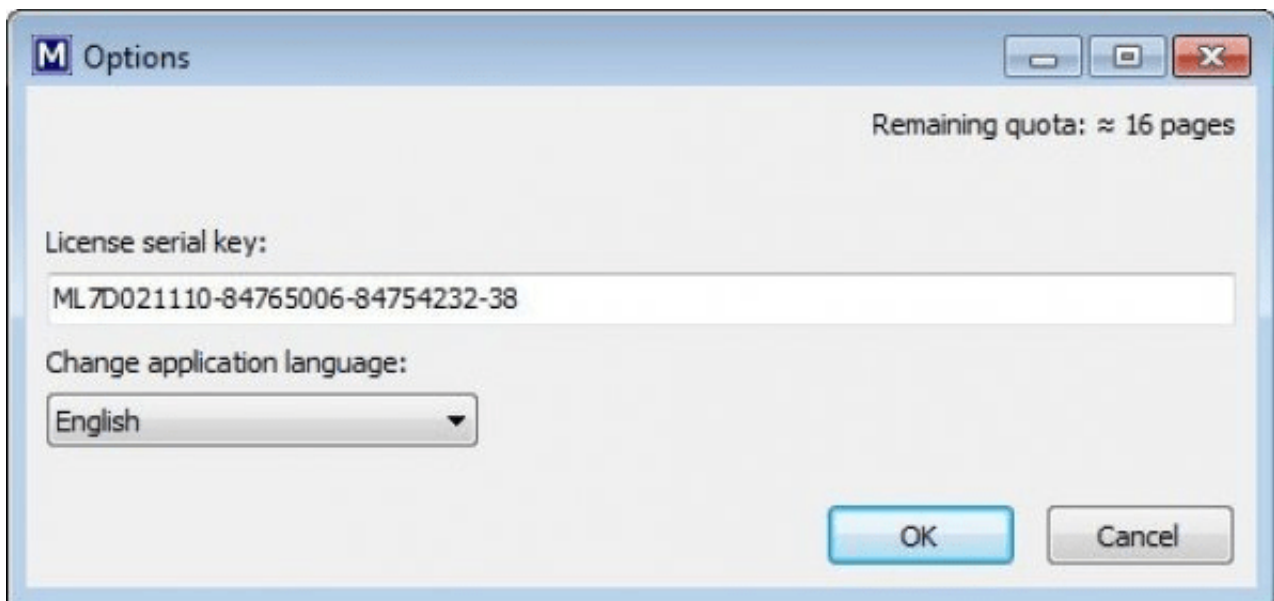 M Options
Remaining quota: ≈ 16 pages
License serial key:
ML7D021110-84765006-84754232-38
Change application language:
English
OK Cancel